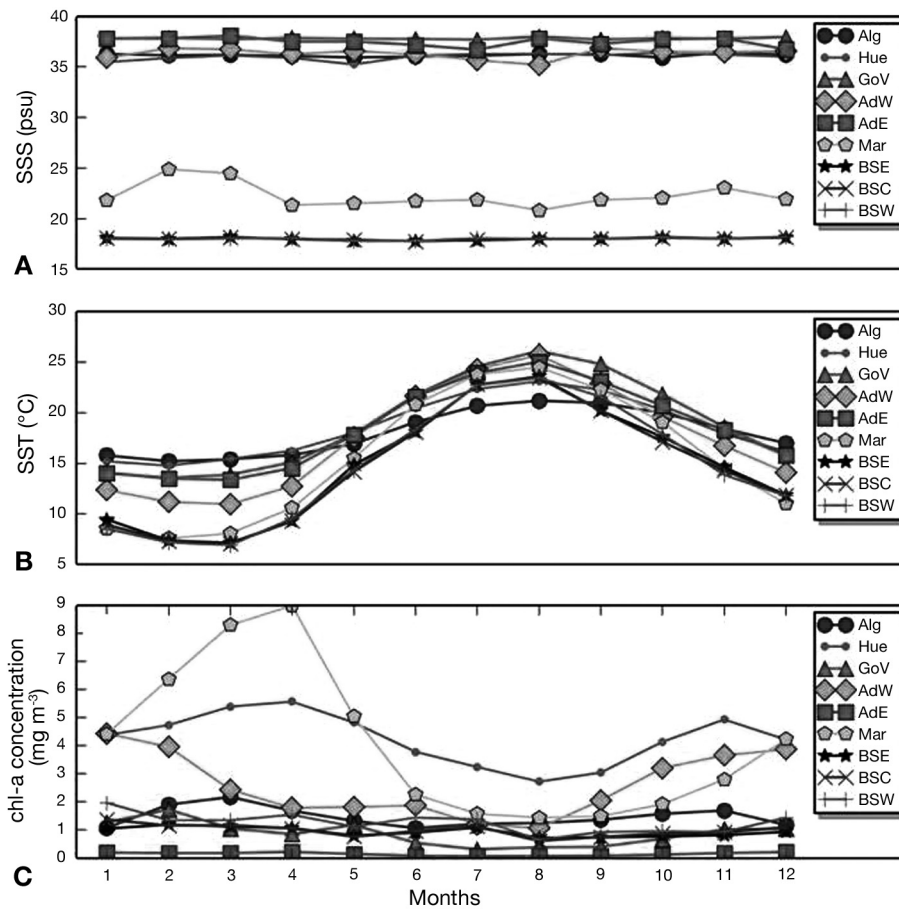 40
35
30
25
20
15
SSS (psu)
A
Alg
Hue
GoV
AdW
AdE
Mar
BSE
BSC
BSW
30
25
20
15
10
5
SST (°C)
B
Alg
Hue
GoV
AdW
AdE
Mar
BSE
BSC
BSW
9
8
7
6
5
4
3
2
1
0
chl-a concentration
(mg m⁻³)
C
Alg
Hue
GoV
AdW
AdE
Mar
BSE
BSC
BSW
1 2 3 4 5 6 7 8 9 10 11 12
Months